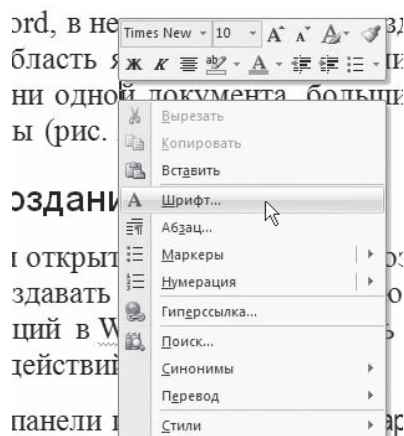 ord, в не
Times New 10
бласть
Ж К
ни одной документа, больши
ы (рис.
Вырезать
Копировать
Вставить
оздани
Шрифт...
Абзац...
открыт
Маркеры
здавать
Нумерация
ций в W
Гиперссылка...
действий
Поиск...
Синонимы
Перевод
панели
Стили